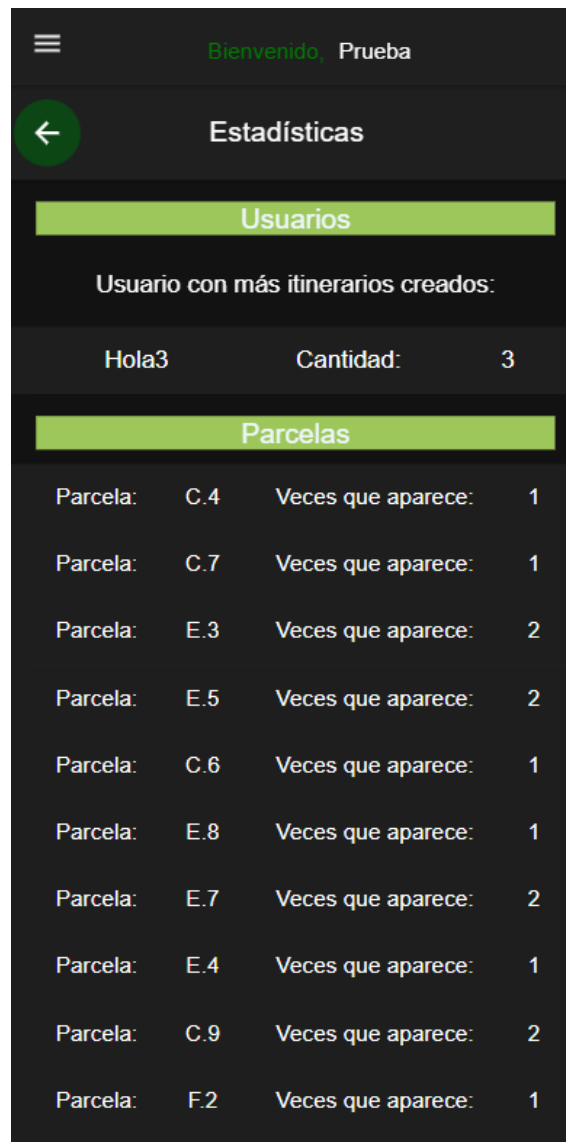 Bienvenido, Prueba
Estadísticas
Usuarios
Usuario con más itinerarios creados:
Hola3 Cantidad: 3
Parcelas
Parcela: C.4 Veces que aparece: 1
Parcela: C.7 Veces que aparece: 1
Parcela: E.3 Veces que aparece: 2
Parcela: E.5 Veces que aparece: 2
Parcela: C.6 Veces que aparece: 1
Parcela: E.8 Veces que aparece: 1
Parcela: E.7 Veces que aparece: 2
Parcela: E.4 Veces que aparece: 1
Parcela: C.9 Veces que aparece: 2
Parcela: F.2 Veces que aparece: 1